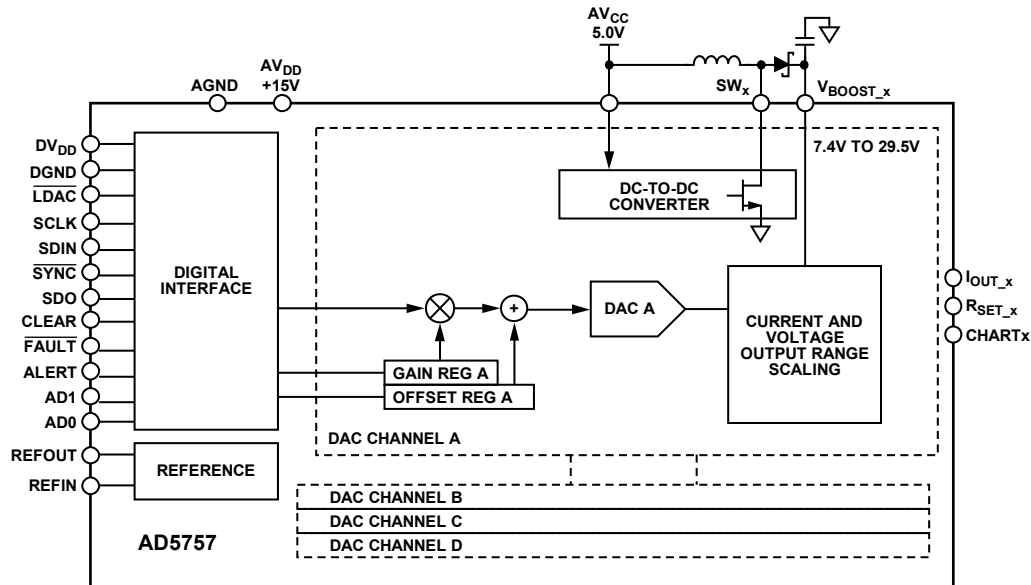 AVCC
5.0V
AVDD
+15V
AGND
SWx
VBOOST_x
7.4V TO 29.5V
DVDD
DGND
LDAC
SCLK
SDIN
SYNC
SDO
CLEAR
FAULT
ALERT
AD1
AD0
REFOUT
REFIN
DIGITAL
INTERFACE
REFERENCE
DC-TO-DC
CONVERTER
+
DAC A
GAIN REG A
OFFSET REG A
CURRENT AND
VOLTAGE
OUTPUT RANGE
SCALING
IOUT_x
RSET_x
CHARTx
DAC CHANNEL A
DAC CHANNEL B
DAC CHANNEL C
DAC CHANNEL D
AD5757